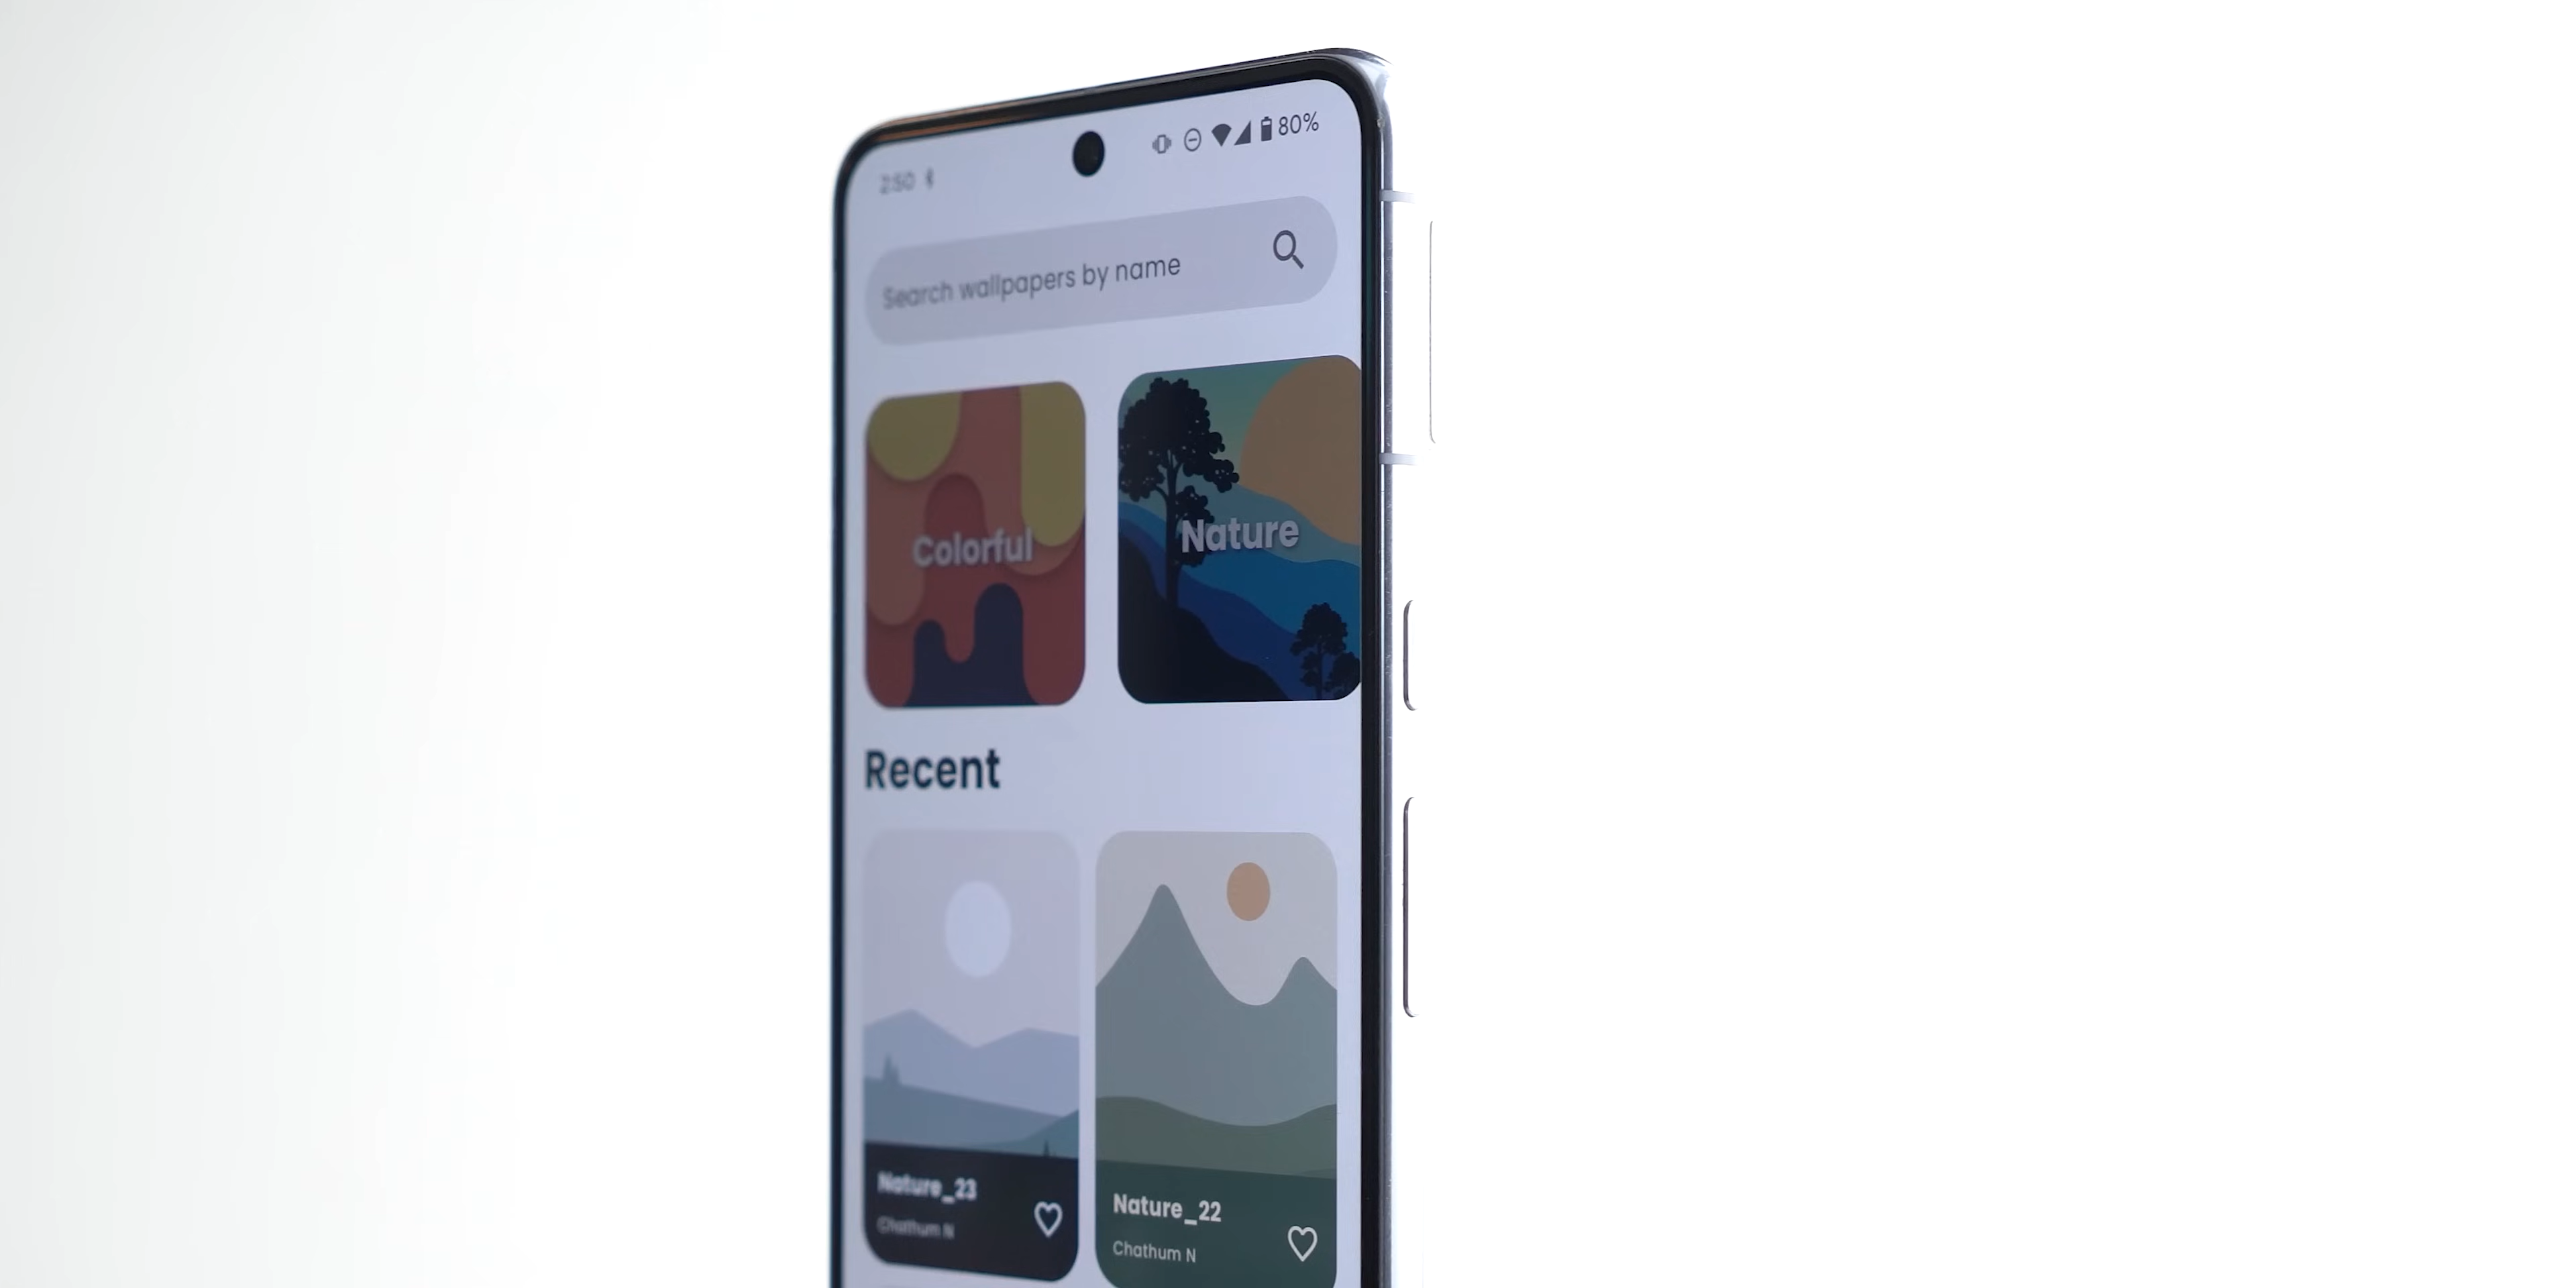 2:50
80%
Search wallpapers by name
Colorful
Nature
Recent
Nature_23
Chathum N
Nature_22
Chathum N